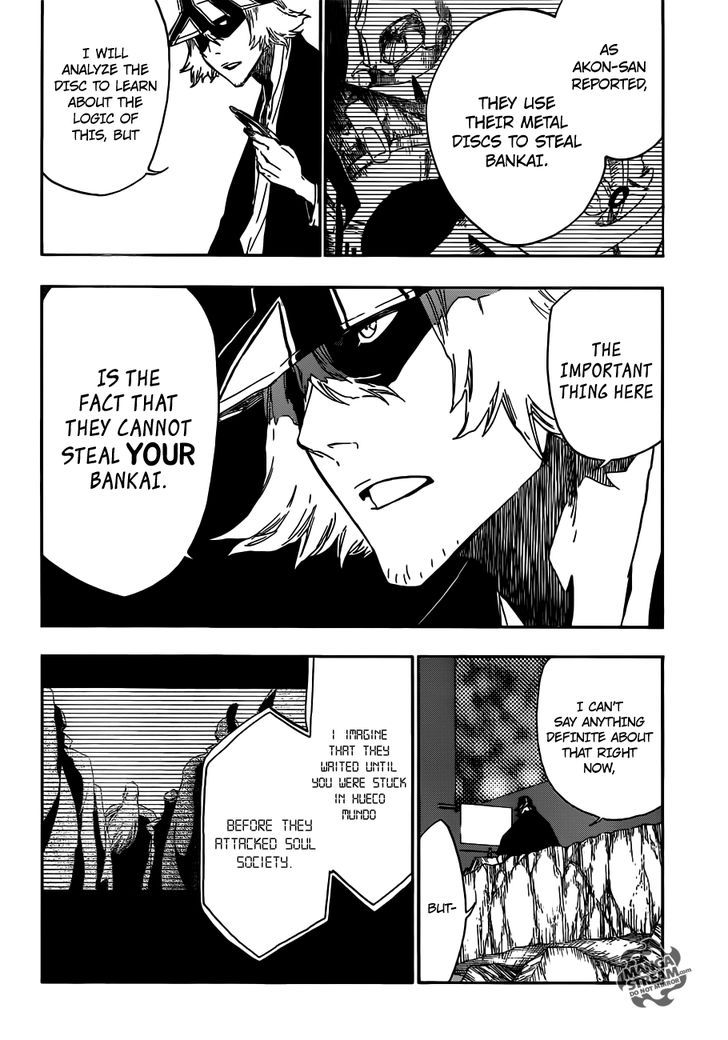 AS
AKON-SAN
REPORTED,
THEY USE
THEIR METAL
DISCS TO STEAL
BANKAI.
I WILL
ANALYZE THE
DISC TO LEARN
ABOUT THE
LOGIC OF
THIS, BUT
THE
IMPORTANT
THING HERE
IS THE
FACT THAT
THEY CANNOT
STEAL YOUR
BANKAI.
I CAN'T
SAY ANYTHING
DEFINITE ABOUT
THAT RIGHT
NOW,
BUT-
I IMAGINE
THAT THEY
WAITED UNTIL
YOU WERE STUCK
IN HUECO
MUNDO
BEFORE THEY
ATTACKED SOUL
SOCIETY.
MANGA
STREAM.com
DO NOT MIRROR!